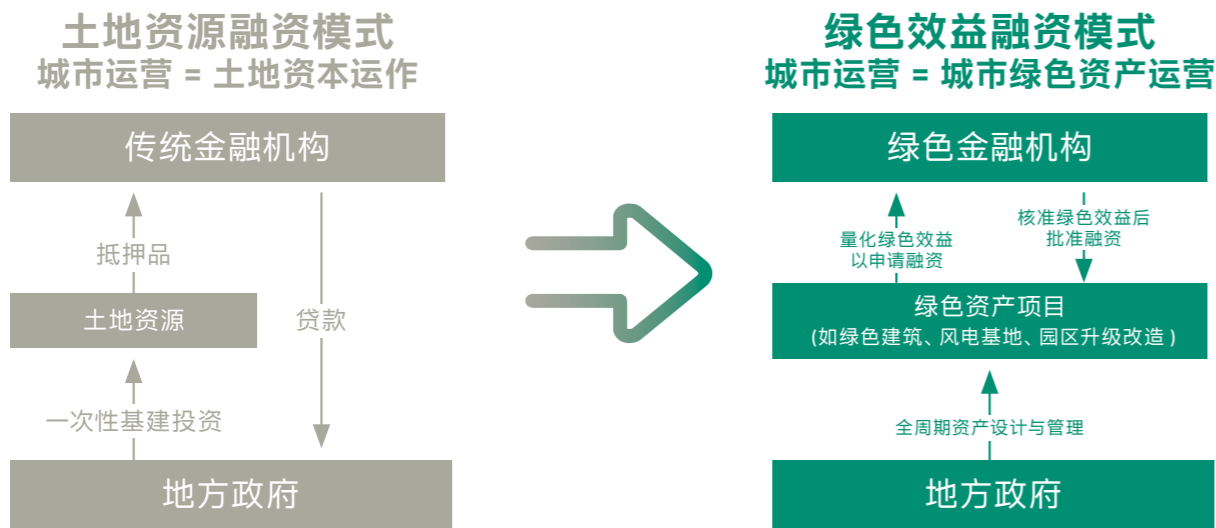 土地资源融资模式
城市运营 = 土地资本运作
传统金融机构
抵押品
土地资源
贷款
一次性基建投资
地方政府
绿色效益融资模式
城市运营 = 城市绿色资产运营
绿色金融机构
量化绿色效益
以申请融资
核准绿色效益后
批准融资
绿色资产项目
(如绿色建筑、风电基地、园区升级改造 )
全周期资产设计与管理
地方政府